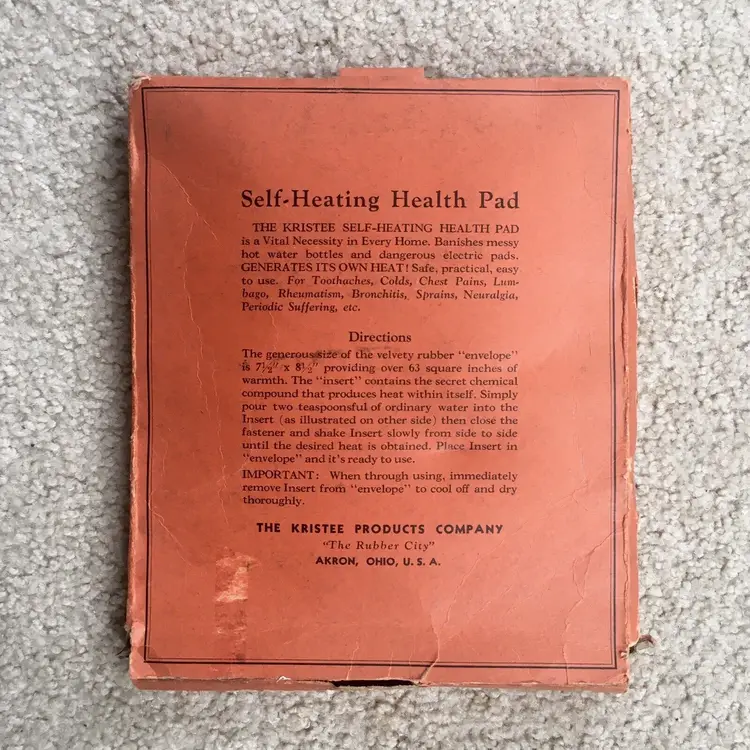 Self-Heating Health Pad
THE KRISTEE SELF-HEATING HEALTH PAD
is a Vital Necessity in Every Home. Banishes messy
hot water bottles and dangerous electric pads.
GENERATES ITS OWN HEAT! Safe, practical, easy
to use. For Toothaches, Colds, Chest Pains, Lum-
bago, Rheumatism, Bronchitis, Sprains, Neuralgia,
Periodic Suffering, etc.
Directions
The generous size of the velvety rubber "envelope"
is 7½" x 8½" providing over 63 square inches of
warmth. The "insert" contains the secret chemical
compound that produces heat within itself. Simply
pour two teaspoonsful of ordinary water into the
Insert (as illustrated on other side) then close the
fastener and shake Insert slowly from side to side
until the desired heat is obtained. Place Insert in
"envelope" and it's ready to use.
IMPORTANT: When through using, immediately
remove Insert from "envelope" to cool off and dry
thoroughly.
THE KRISTEE PRODUCTS COMPANY
"The Rubber City"
AKRON, OHIO, U. S. A.